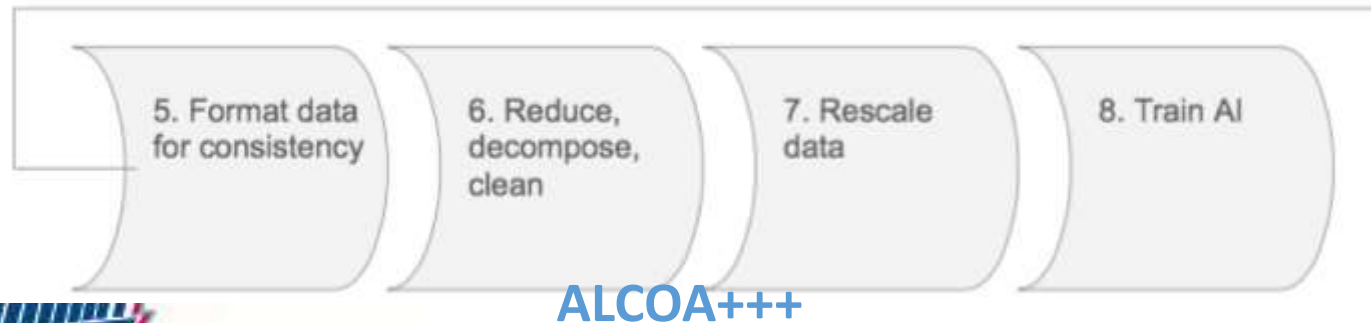 5. Format data
for consistency
6. Reduce,
decompose,
clean
7. Rescale
data
8. Train AI
ALCOA+++